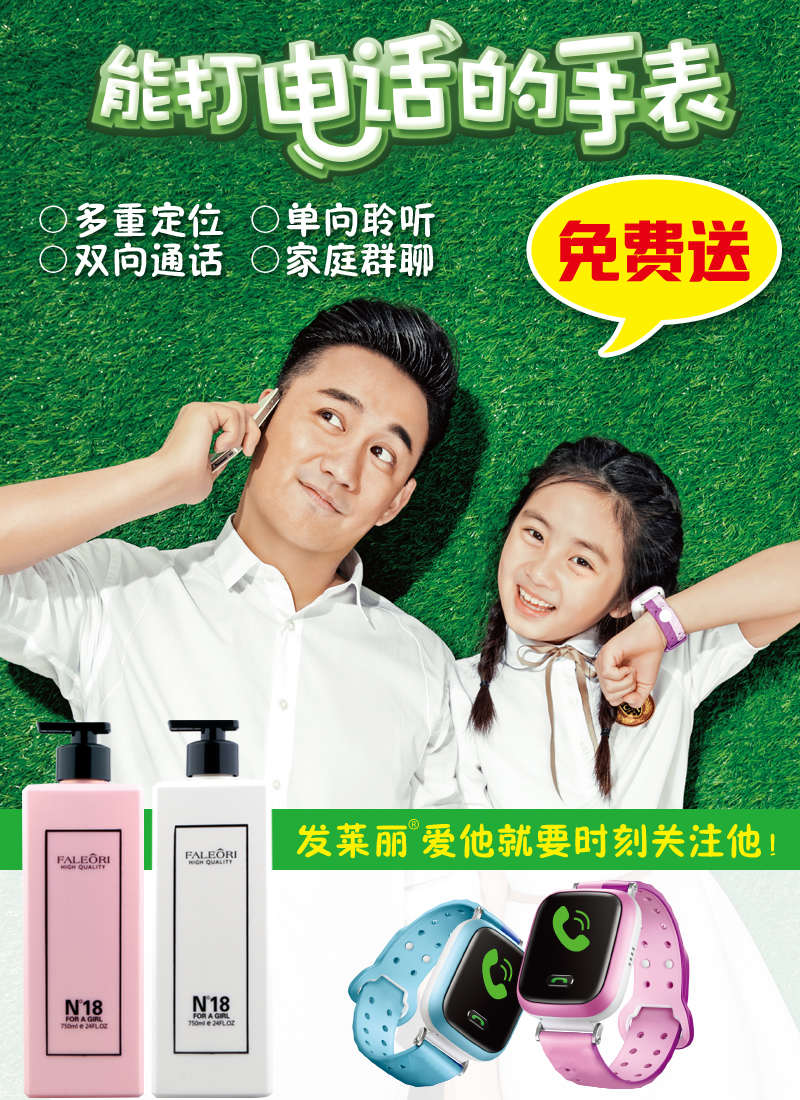 能打电话的手表
○多重定位 ○单向聆听
○双向通话 ○家庭群聊
免费送
发莱丽®爱他就要时刻关注他!
FALEÔRI
HIGH QUALITY
N°18
FOR A GIRL
750ml e 24FL.OZ
FALEÔRI
HIGH QUALITY
N°18
FOR A GIRL
750ml e 24FL.OZ